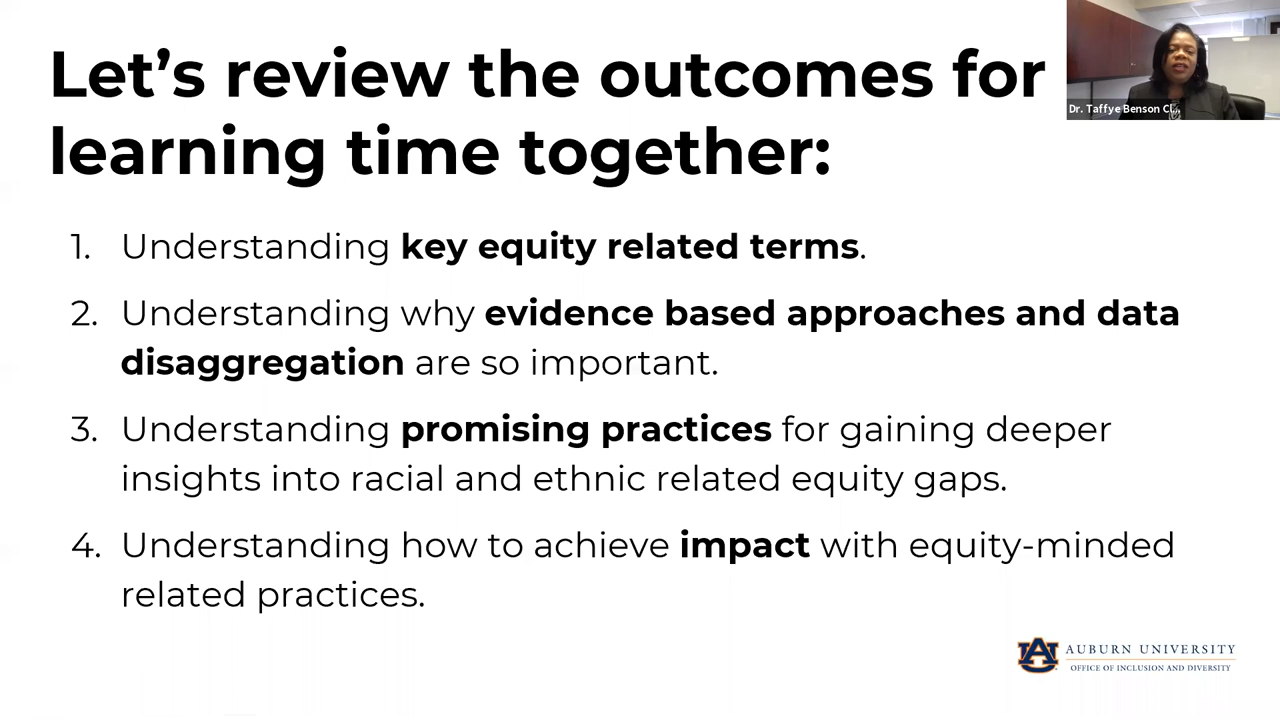 Let’s review the outcomes for
learning time together:
Dr. Taffye Benson Cl...
1. Understanding key equity related terms.
2. Understanding why evidence based approaches and data
disaggregation are so important.
3. Understanding promising practices for gaining deeper
insights into racial and ethnic related equity gaps.
4. Understanding how to achieve impact with equity-minded
related practices.
AUBURN UNIVERSITY
OFFICE OF INCLUSION AND DIVERSITY